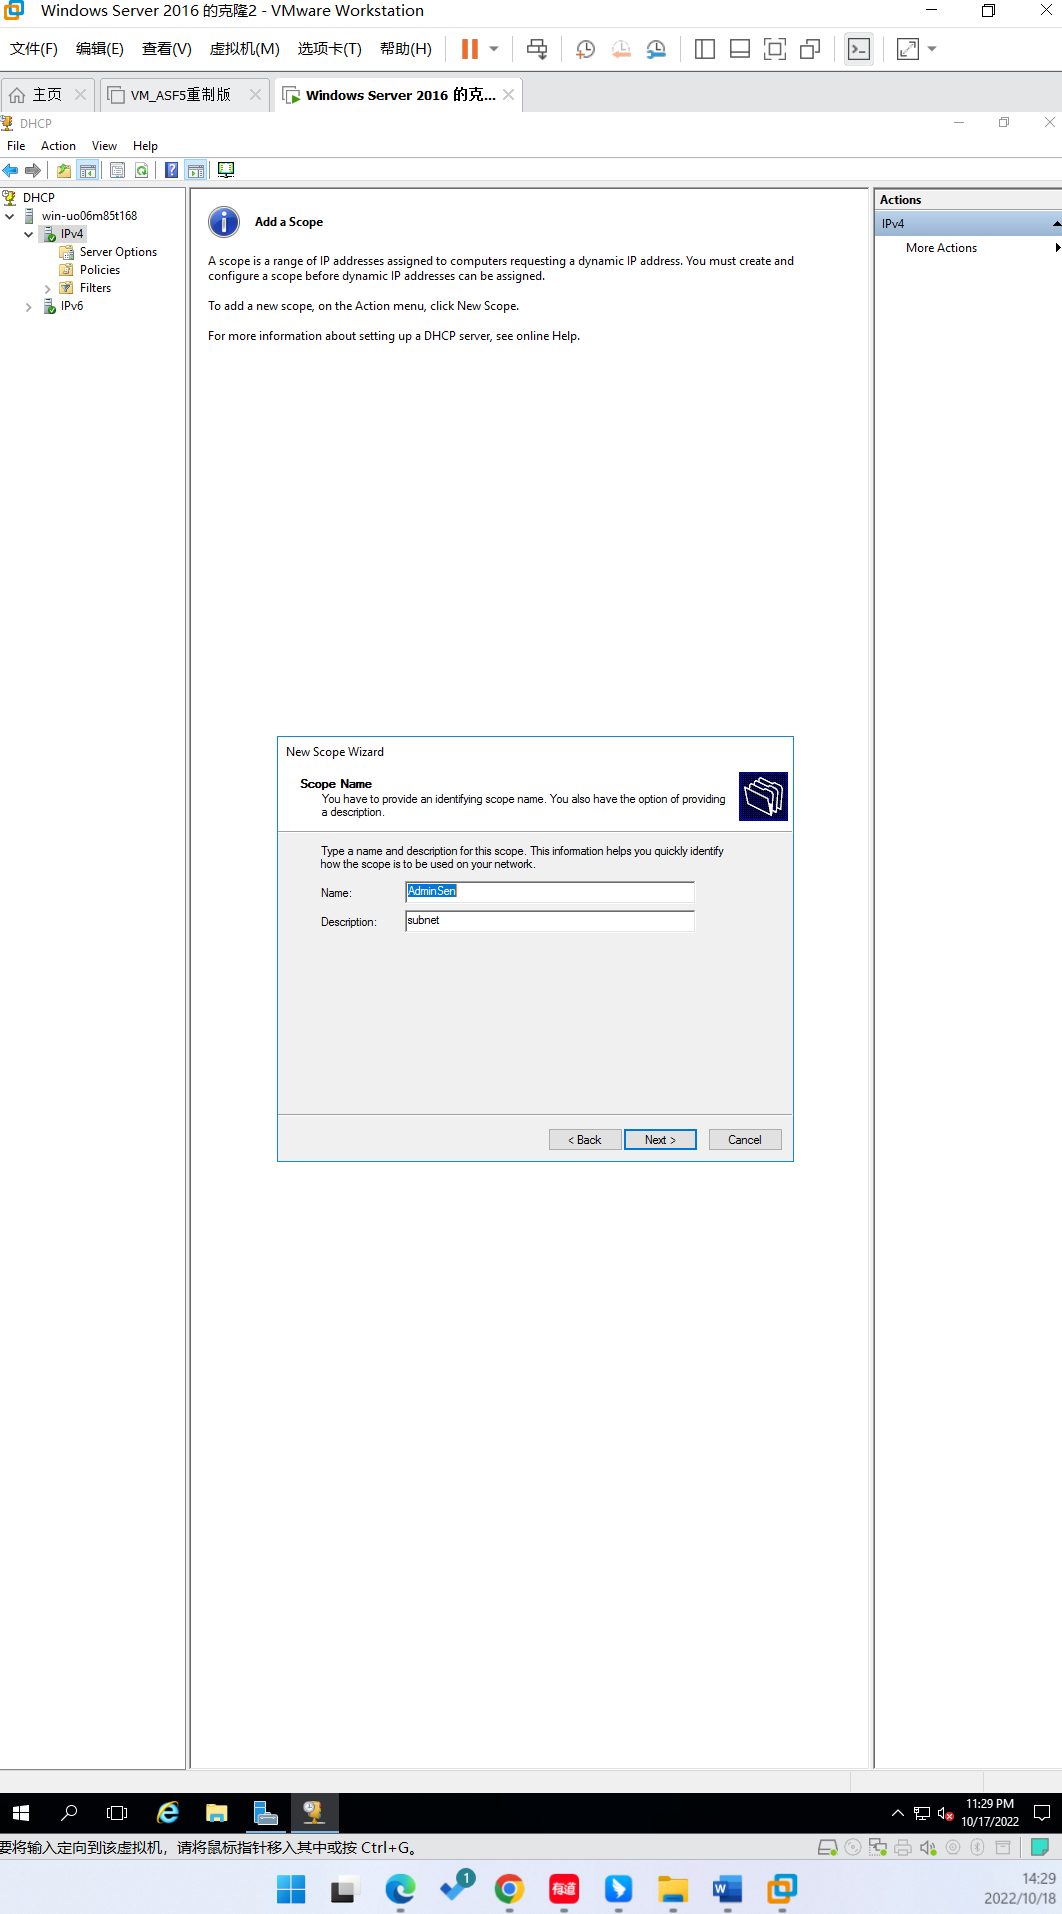 Windows Server 2016 的克隆2 - VMware Workstation
文件(F) 编辑(E) 查看(V) 虚拟机(M) 选项卡(T) 帮助(H)
主页 VM_ASF5重制版 Windows Server 2016 的克...
DHCP
File Action View Help
DHCP
win-uo06m85t168
IPv4
Server Options
Policies
Filters
IPv6
Add a Scope
A scope is a range of IP addresses assigned to computers requesting a dynamic IP address. You must create and
configure a scope before dynamic IP addresses can be assigned.
To add a new scope, on the Action menu, click New Scope.
For more information about setting up a DHCP server, see online Help.
Actions
IPv4
More Actions
New Scope Wizard
Scope Name
You have to provide an identifying scope name. You also have the option of providing
a description.
Type a name and description for this scope. This information helps you quickly identify
how the scope is to be used on your network.
Name: AdminSen
Description: subnet
< Back Next > Cancel
11:29 PM
10/17/2022
要将输入定向到该虚拟机，请将鼠标指针移入其中或按 Ctrl+G。
1
有道
W
14:29
2022/10/18